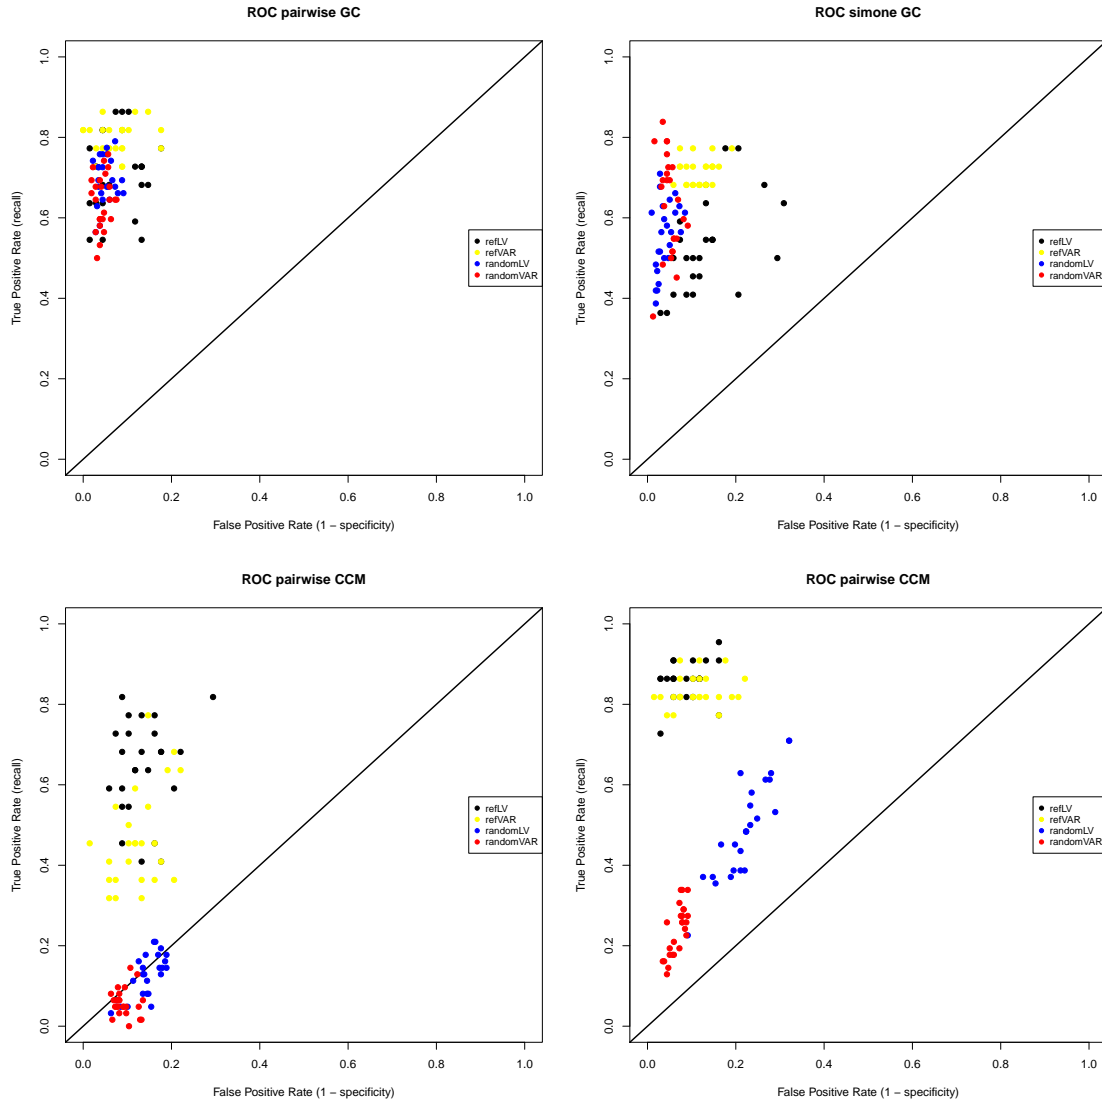 ROC pairwise GC
True Positive Rate (recall)
1.0
0.8
0.6
0.4
0.2
0.0
refLV
refVAR
randomLV
randomVAR
0.0 0.2 0.4 0.6 0.8 1.0
False Positive Rate (1 − specificity)
ROC simone GC
True Positive Rate (recall)
1.0
0.8
0.6
0.4
0.2
0.0
refLV
refVAR
randomLV
randomVAR
0.0 0.2 0.4 0.6 0.8 1.0
False Positive Rate (1 − specificity)
ROC pairwise CCM
True Positive Rate (recall)
1.0
0.8
0.6
0.4
0.2
0.0
refLV
refVAR
randomLV
randomVAR
0.0 0.2 0.4 0.6 0.8 1.0
False Positive Rate (1 − specificity)
ROC pairwise CCM
True Positive Rate (recall)
1.0
0.8
0.6
0.4
0.2
0.0
refLV
refVAR
randomLV
randomVAR
0.0 0.2 0.4 0.6 0.8 1.0
False Positive Rate (1 − specificity)